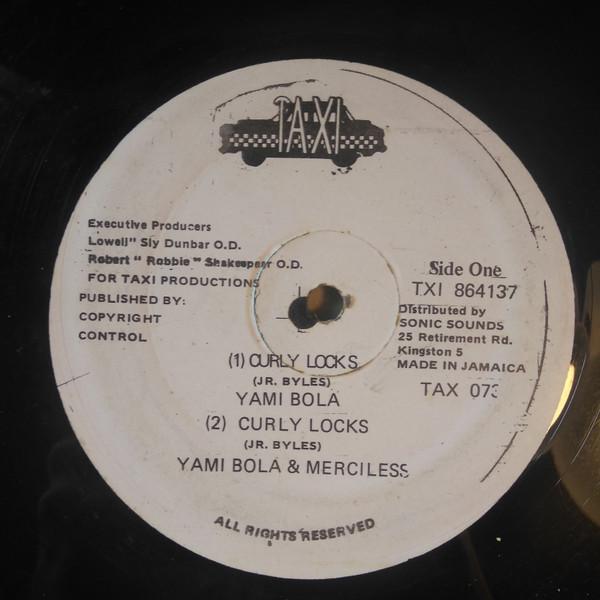 TAXI
Executive Producers
Lowell" Sly Dunbar O.D.
Robert " Robbie " Shakespear O.D.
FOR TAXI PRODUCTIONS
PUBLISHED BY:
COPYRIGHT
CONTROL
Side One
TXI 864137
Distributed by
SONIC SOUNDS
25 Retirement Rd.
Kingston 5
MADE IN JAMAICA
TAX 073
(1) CURLY LOCKS
(JR. BYLES)
YAMI BOLA
(2) CURLY LOCKS
(JR. BYLES)
YAMI BOLA & MERCILESS
ALL RIGHTS RESERVED